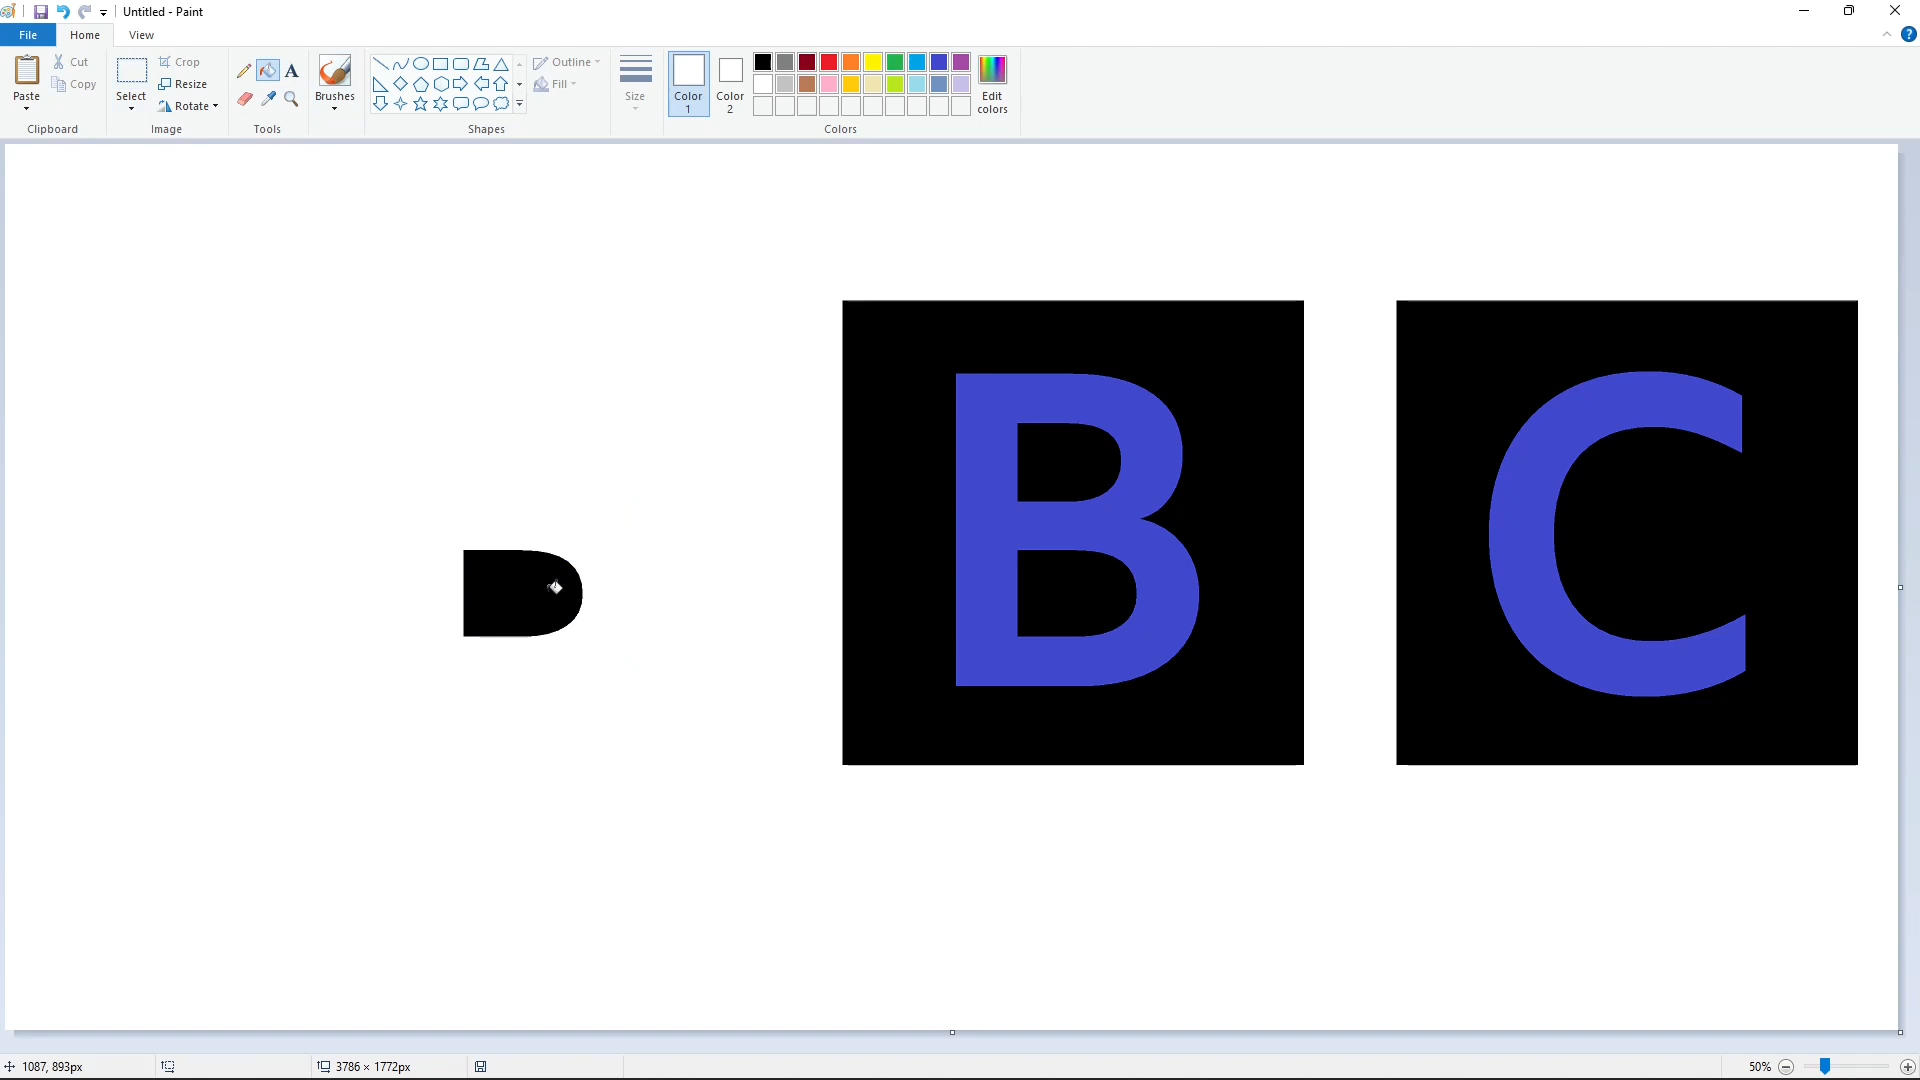 Untitled - Paint
File Home View
Paste
Cut
Copy
Clipboard
Select
Crop
Resize
Rotate
Image
Tools
Brushes
Shapes
Outline
Fill
Size
Color 1
Color 2
Edit colors
Colors
B C
1087, 893px
3786 × 1772px
50%